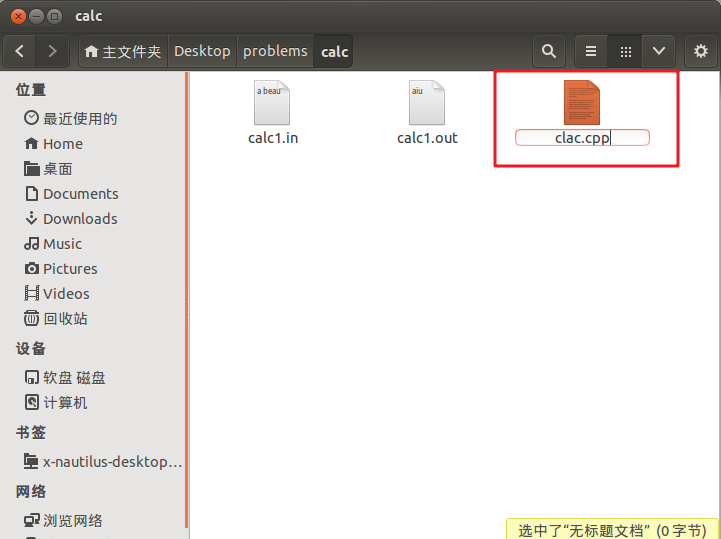 calc
主文件夹 Desktop problems calc
位置
最近使用的
Home
桌面
Documents
Downloads
Music
Pictures
Videos
回收站
设备
软盘 磁盘
计算机
书签
x-nautilus-desktop…
网络
浏览网络
a beau
calc1.in
aiu
calc1.out
clac.cpp
选中了“无标题文档” (0 字节)